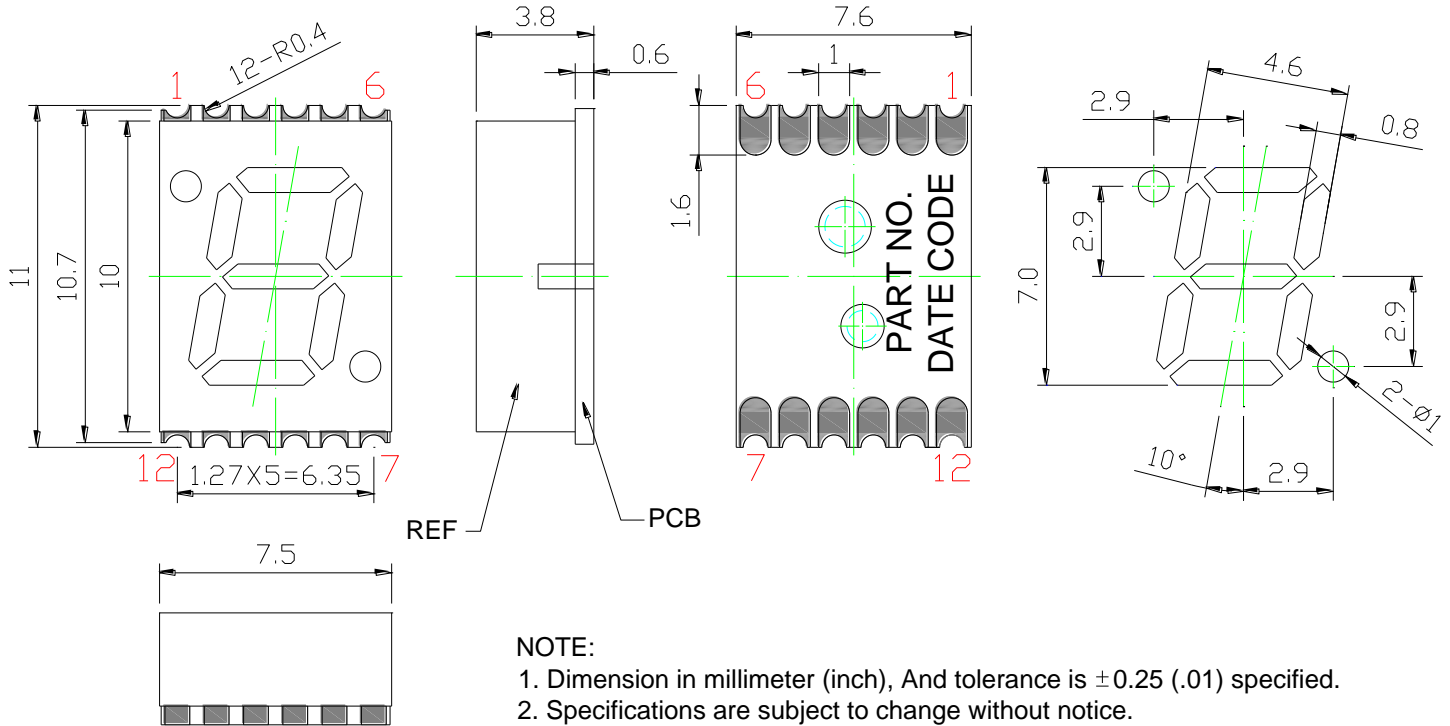 3.8
7.6
12-R0.4
0.6
1
4.6
1
6
6
1
2.9
0.8
11
10.7
10
1.6
PART NO.
DATE CODE
7.0
2.9
2.9
2-ø1
12
7
7
12
1.27X5=6.35
10°
2.9
REF
PCB
7.5
NOTE:
1. Dimension in millimeter (inch), And tolerance is ±0.25 (.01) specified.
2. Specifications are subject to change without notice.